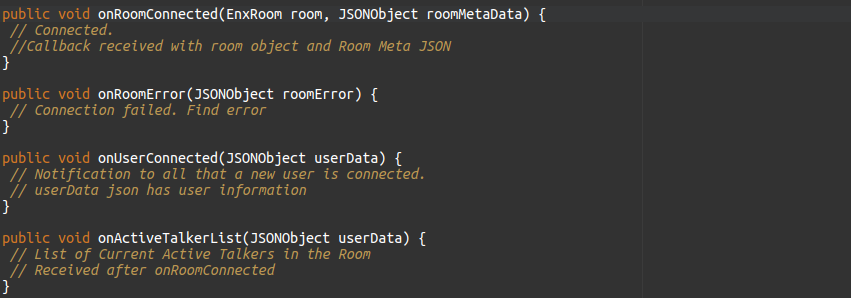 public void onRoomConnected(EnxRoom room, JSONObject roomMetaData) {
// Connected.
//Callback received with room object and Room Meta JSON
}
public void onRoomError(JSONObject roomError) {
// Connection failed. Find error
}
public void onUserConnected(JSONObject userData) {
// Notification to all that a new user is connected.
// userData json has user information
}
public void onActiveTalkerList(JSONObject userData) {
// List of Current Active Talkers in the Room
// Received after onRoomConnected
}